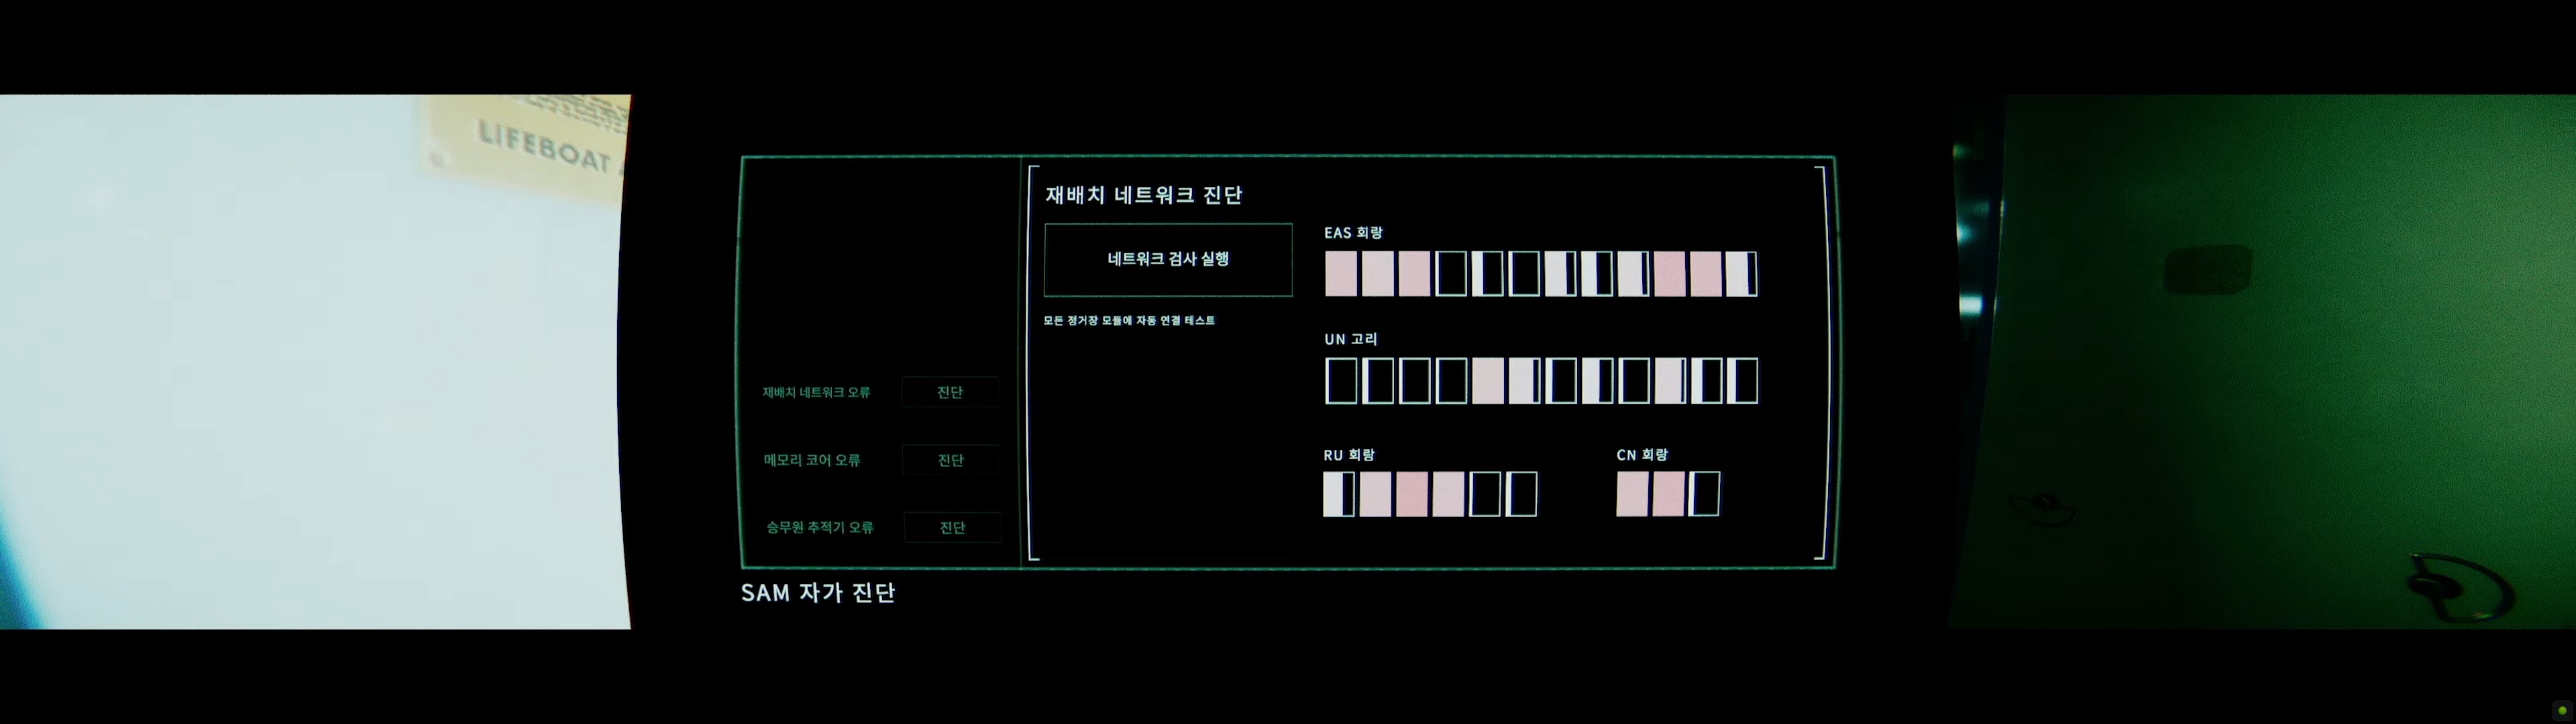 LIFEBOAT
재배치 네트워크 진단
네트워크 검사 실행
모든 정거장 모듈에 자동 연결 테스트
EAS 회랑
UN 고리
RU 회랑
CN 회랑
재배치 네트워크 오류 진단
메모리 코어 오류 진단
승무원 추적기 오류 진단
SAM 자가 진단